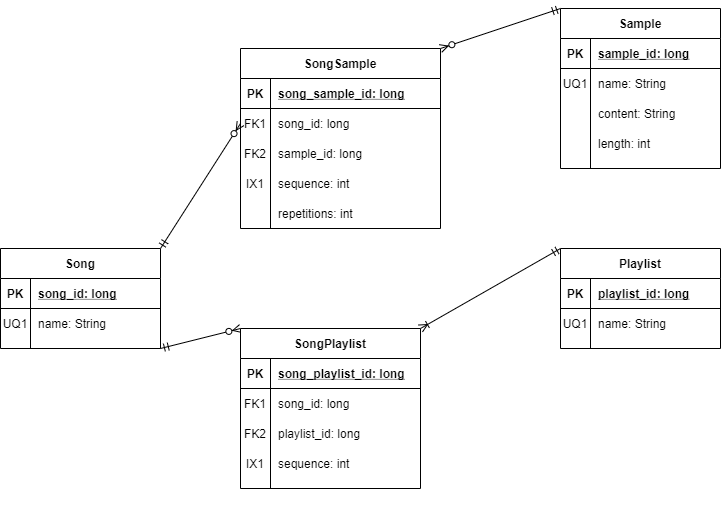 Sample
PK sample_id: long
UQ1 name: String
content: String
length: int
SongSample
PK song_sample_id: long
FK1 song_id: long
FK2 sample_id: long
IX1 sequence: int
repetitions: int
Song
PK song_id: long
UQ1 name: String
Playlist
PK playlist_id: long
UQ1 name: String
SongPlaylist
PK song_playlist_id: long
FK1 song_id: long
FK2 playlist_id: long
IX1 sequence: int